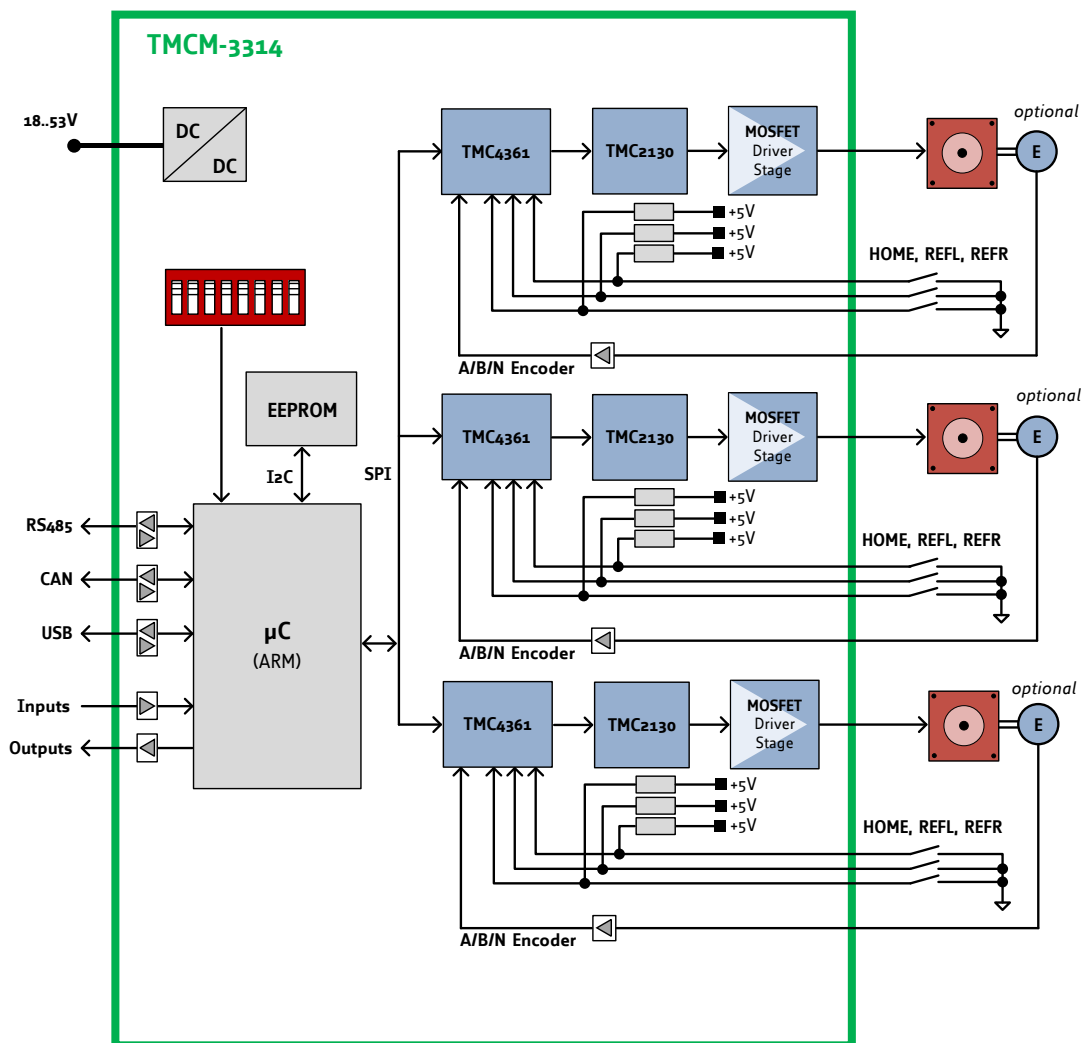 TMCM-3314
18..53V
DC
DC
TMC4361
TMC2130
MOSFET
Driver
Stage
optional
E
+5V
+5V
+5V
HOME, REFL, REFR
A/B/N Encoder
EEPROM
I2C
SPI
TMC4361
TMC2130
MOSFET
Driver
Stage
optional
E
+5V
+5V
+5V
HOME, REFL, REFR
A/B/N Encoder
RS485
CAN
USB
Inputs
Outputs
µC
(ARM)
TMC4361
TMC2130
MOSFET
Driver
Stage
optional
E
+5V
+5V
+5V
HOME, REFL, REFR
A/B/N Encoder